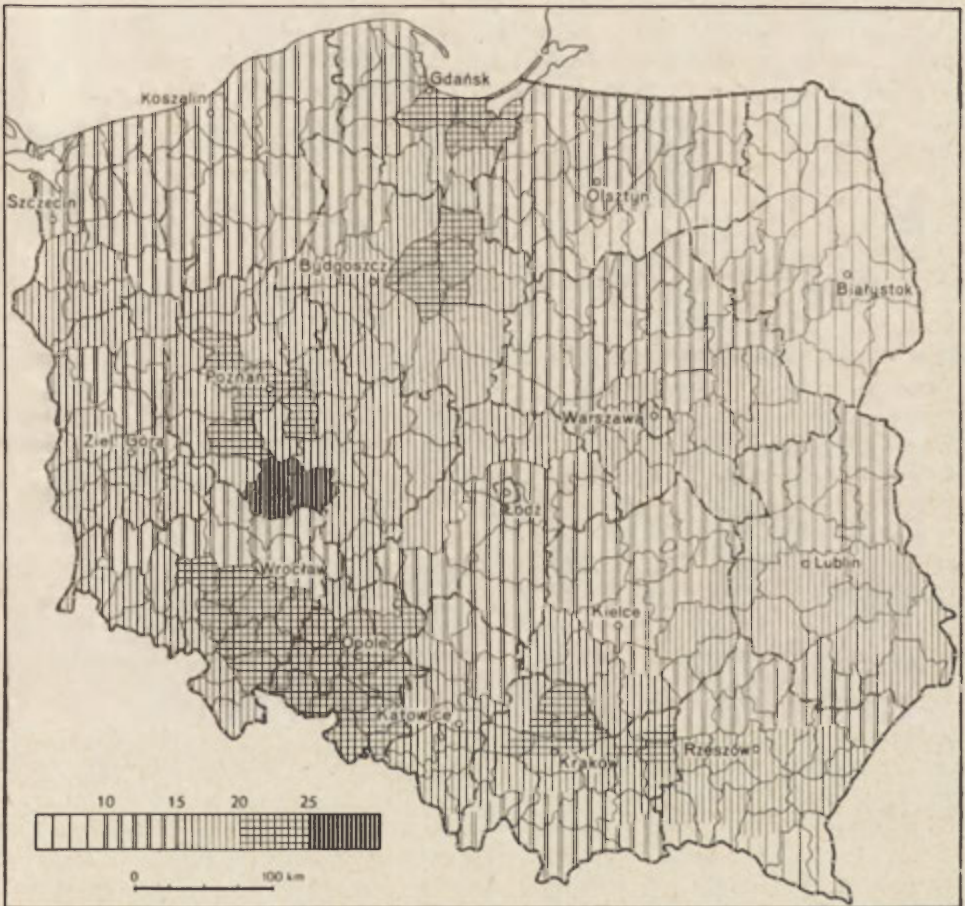 Gdańsk
Koszalin
Szczecin
Olsztyn
Bydgoszcz
Białystok
Poznań
Warszawa
Ziel. Góra
Łódz
Lublin
Wrocław
Kielce
Opole
Katowice
Kraków
Rzeszów
10 15 20 25
0 100 km